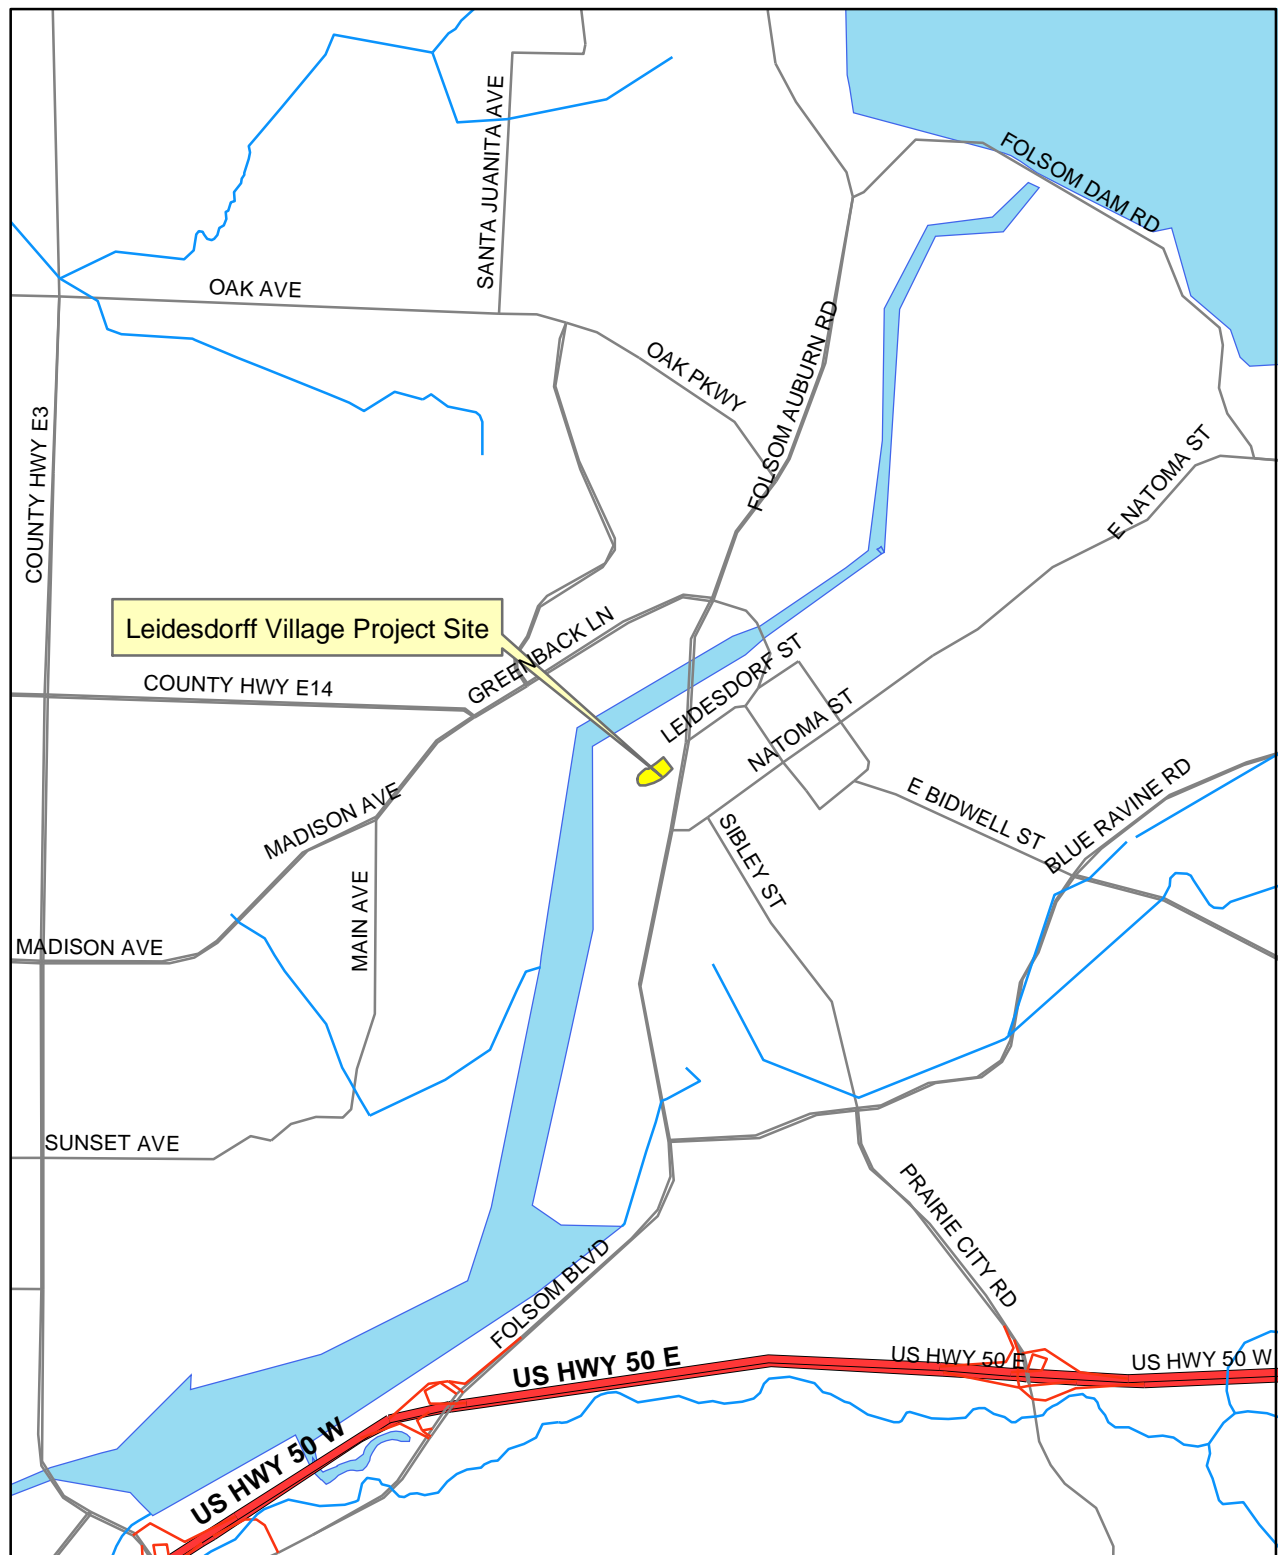 FOLSOM DAM RD
SANTA JUANITA AVE
OAK AVE
OAK PKWY
FOLSOM AUBURN RD
COUNTY HWY E3
E NATOMA ST
Leidesdorff Village Project Site
GREENBACK LN
COUNTY HWY E14
LEIDESDORF ST
NATOMA ST
E BIDWELL ST
BLUE RAVINE RD
MADISON AVE
SIBLEY ST
MAIN AVE
MADISON AVE
SUNSET AVE
PRAIRIE CITY RD
FOLSOM BLVD
US HWY 50 E
US HWY 50 E
US HWY 50 W
US HWY 50 W